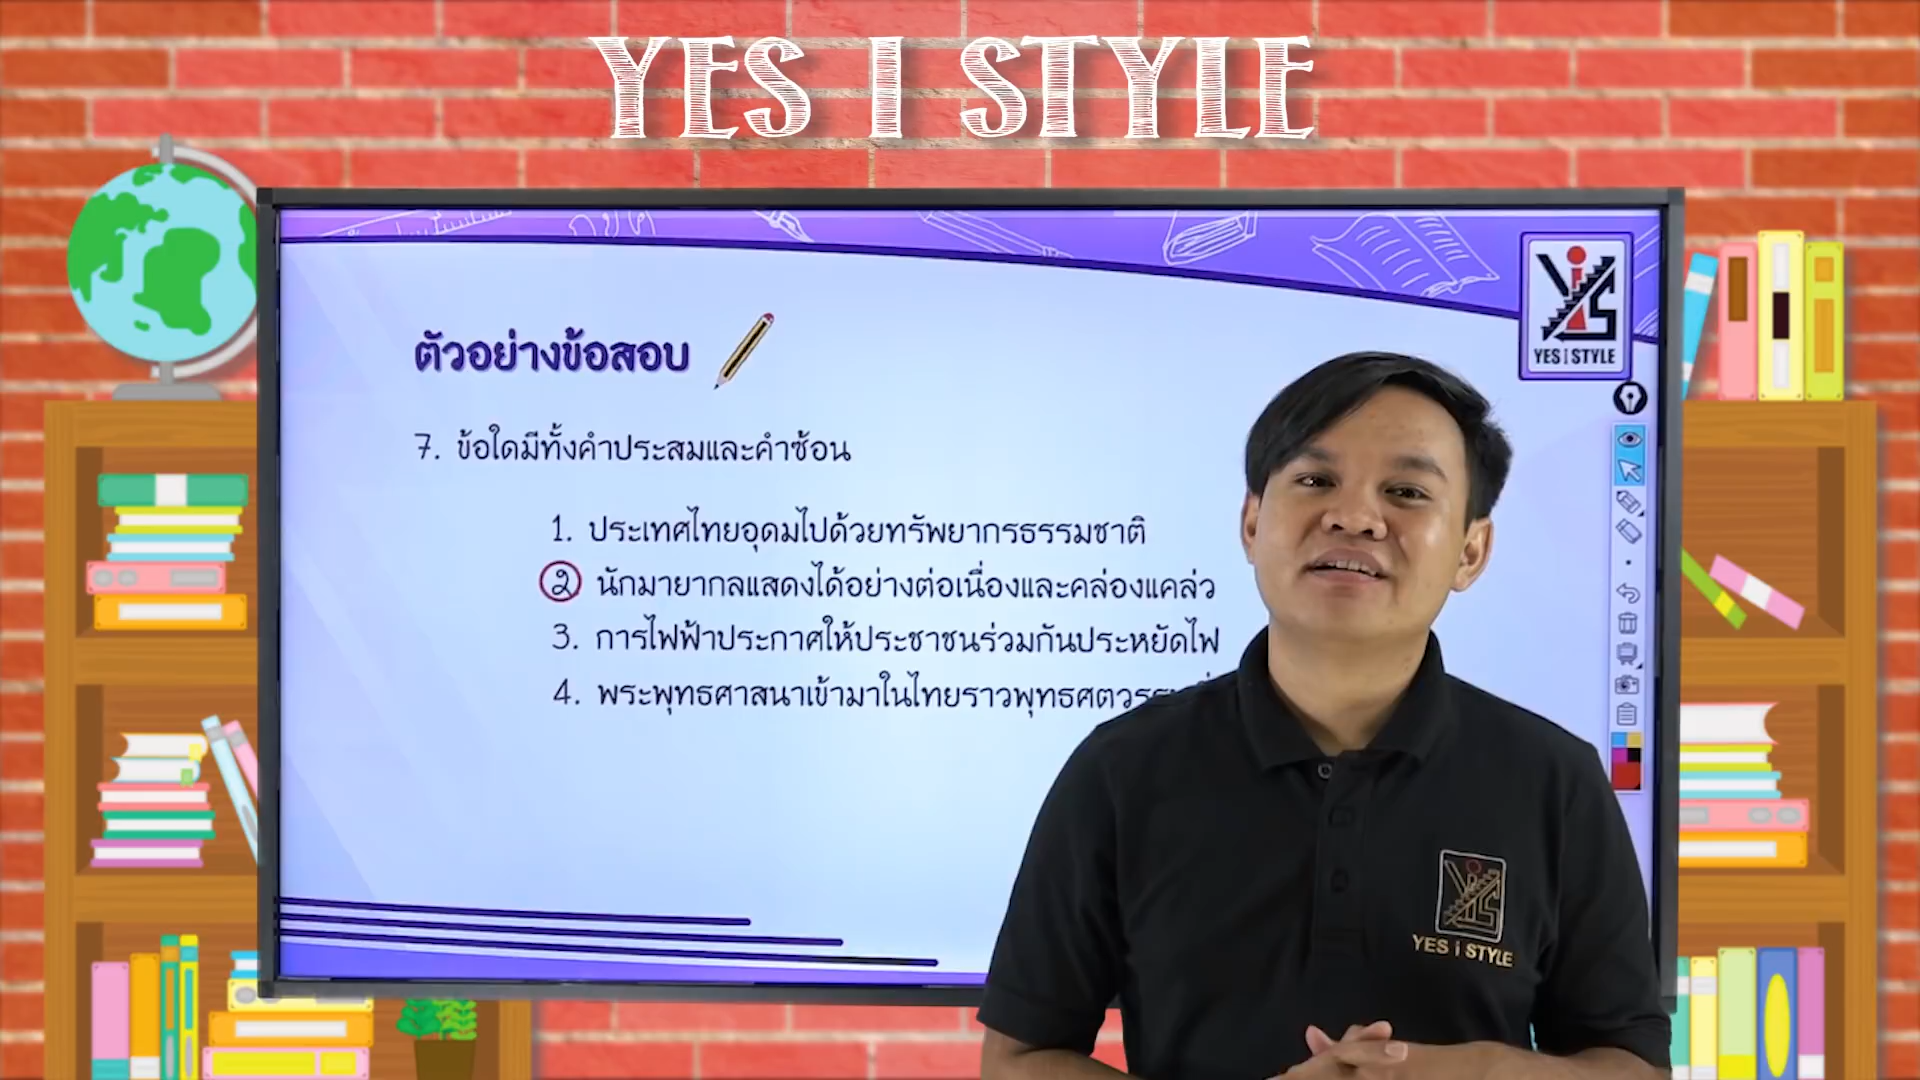 YES I STYLE
YES I STYLE
ตัวอย่างข้อสอบ
7. ข้อใดมีทั้งคำประสมและคำซ้อน
1. ประเทศไทยอุดมไปด้วยทรัพยากรธรรมชาติ
2 นักมายากลแสดงได้อย่างต่อเนื่องและคล่องแคล่ว
3. การไฟฟ้าประกาศให้ประชาชนร่วมกันประหยัดไฟ
4. พระพุทธศาสนาเข้ามาในไทยราว
YES I STYLE